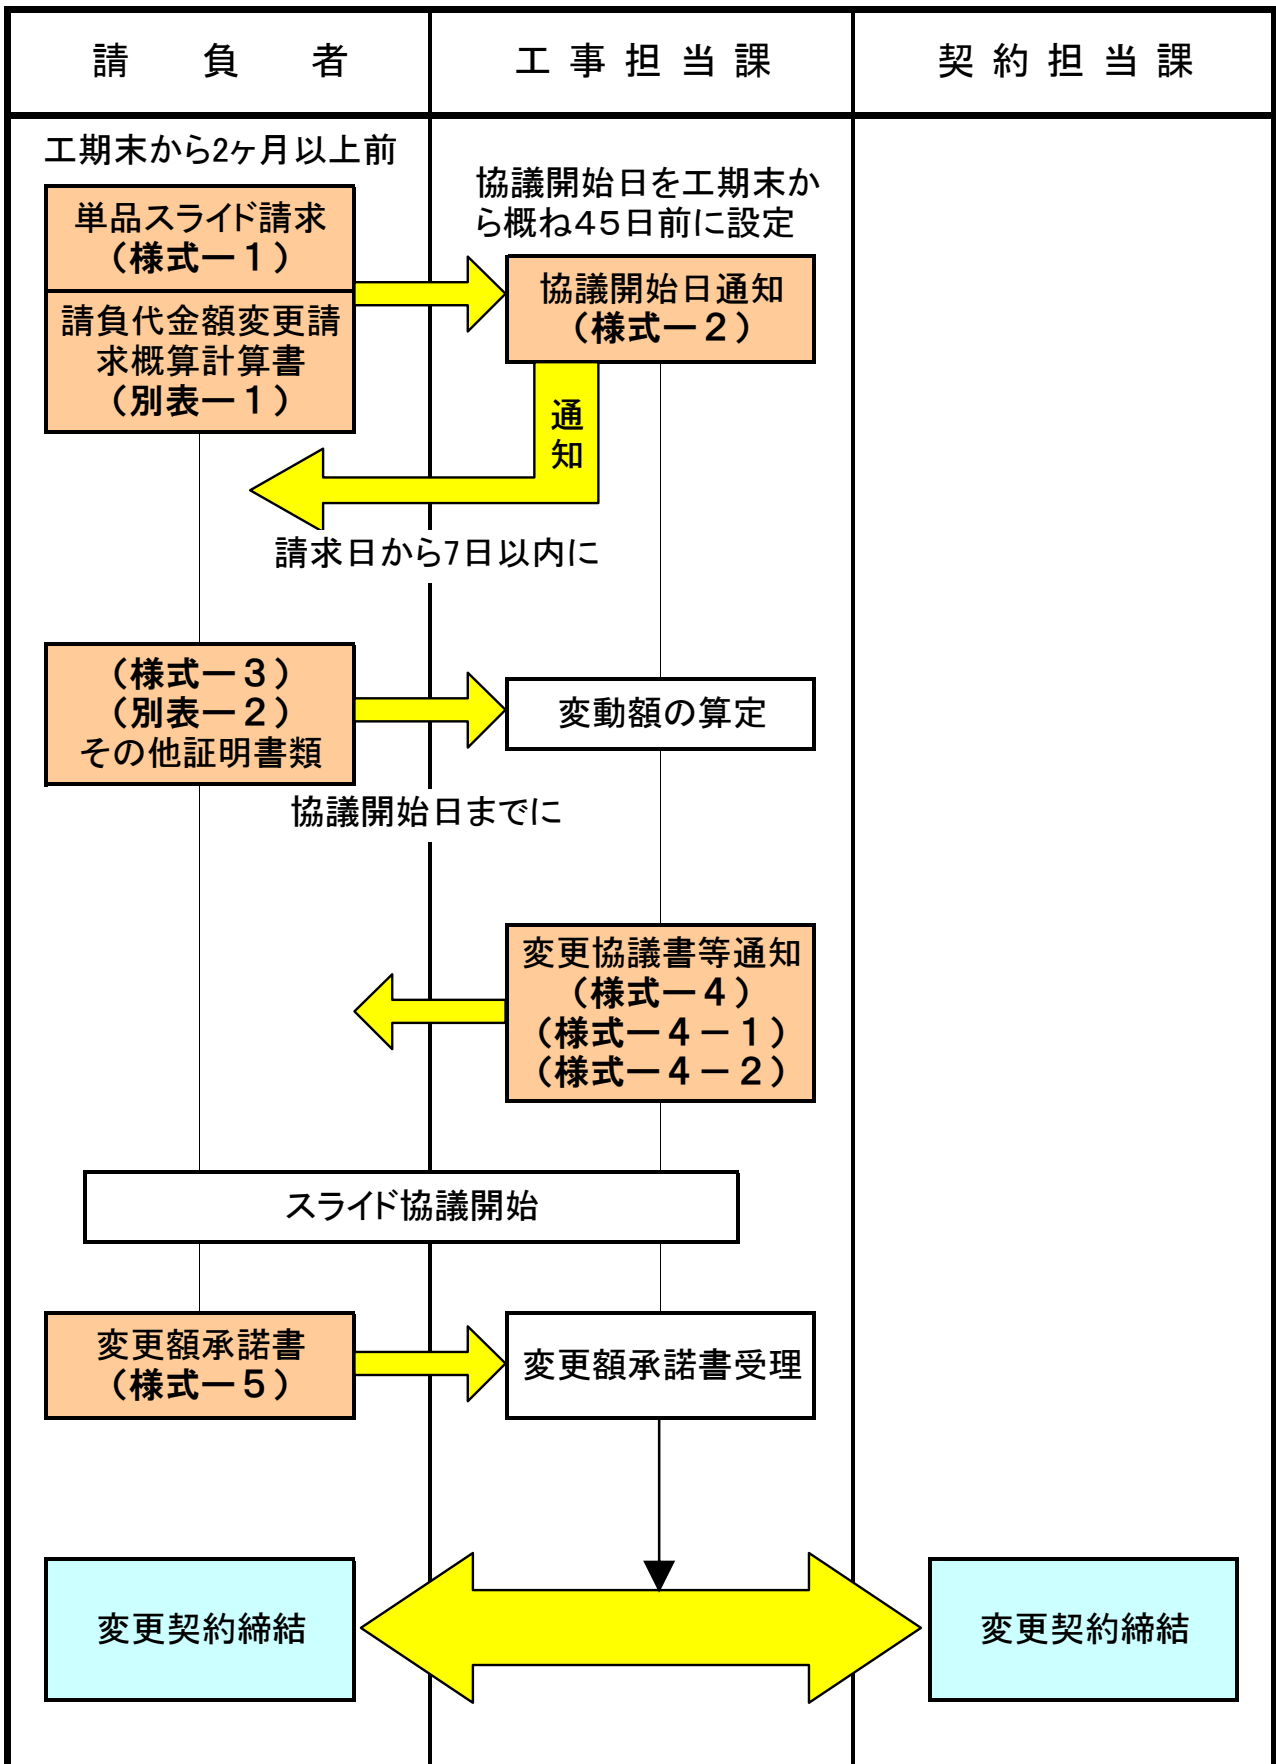 請負者
工事担当課
契約担当課
工期末から2ヶ月以上前
単品スライド請求
（様式ー１）
請負代金額変更請
求概算計算書
（別表ー１）
協議開始日を工期末か
ら概ね４５日前に設定
協議開始日通知
（様式ー２）
通
知
請求日から7日以内に
（様式ー３）
（別表ー２）
その他証明書類
変動額の算定
協議開始日までに
変更協議書等通知
（様式ー４）
（様式ー４－１）
（様式ー４－２）
スライド協議開始
変更額承諾書
（様式ー５）
変更額承諾書受理
変更契約締結
変更契約締結